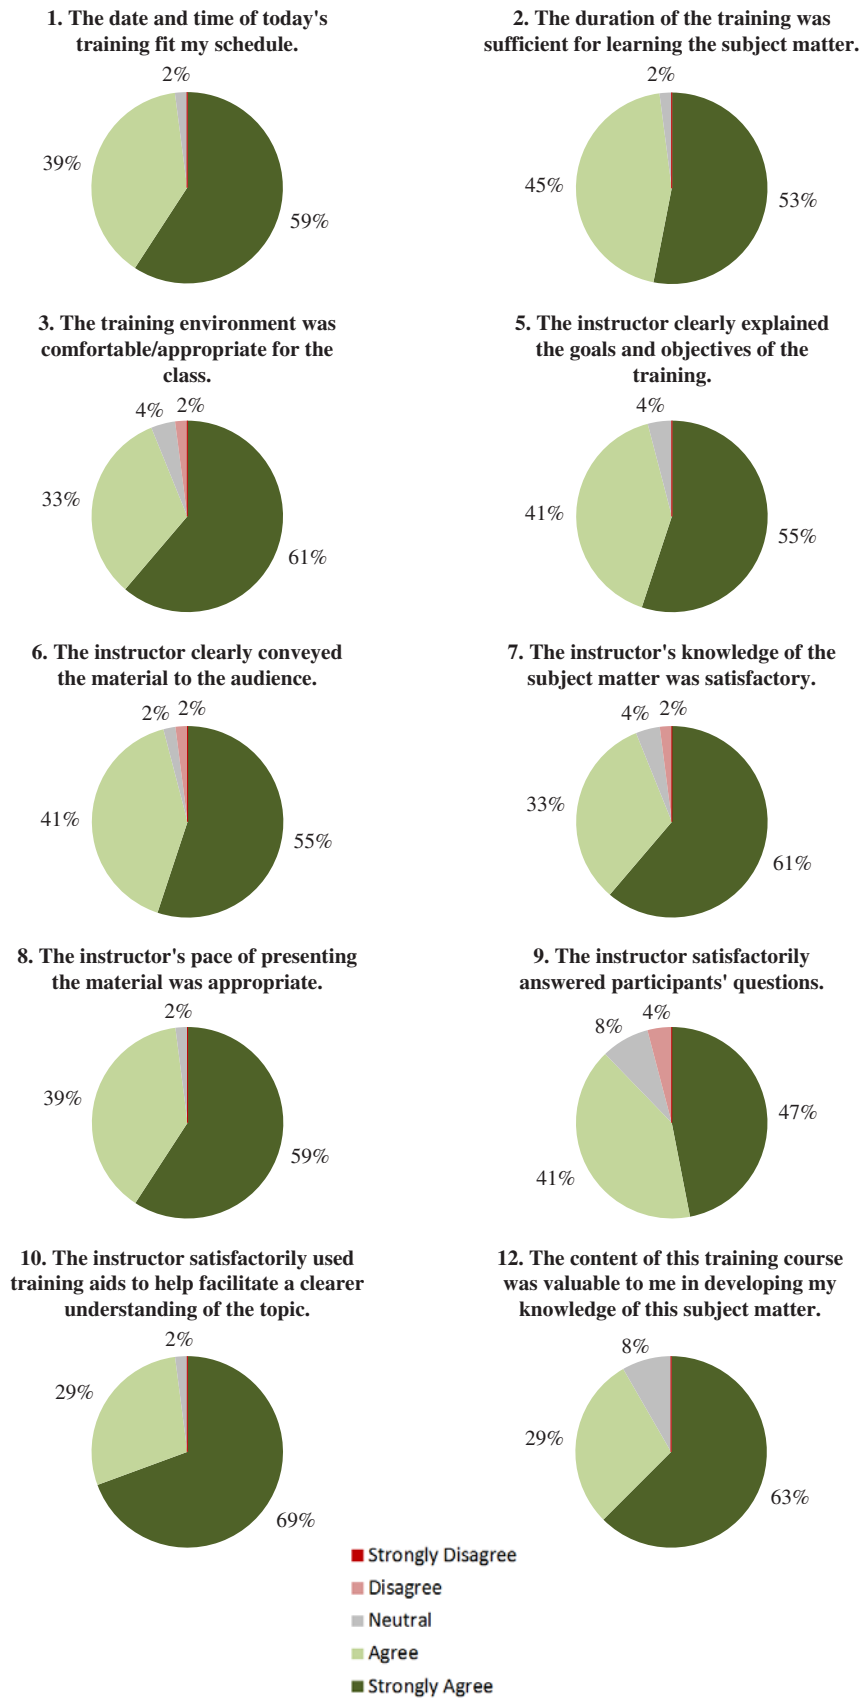 1. The date and time of today's
training fit my schedule.
2%
39%
59%
2. The duration of the training was
sufficient for learning the subject matter.
2%
45%
53%
3. The training environment was
comfortable/appropriate for the
class.
4% 2%
33%
61%
5. The instructor clearly explained
the goals and objectives of the
training.
4%
41%
55%
6. The instructor clearly conveyed
the material to the audience.
2% 2%
41%
55%
7. The instructor's knowledge of the
subject matter was satisfactory.
4% 2%
33%
61%
8. The instructor's pace of presenting
the material was appropriate.
2%
39%
59%
9. The instructor satisfactorily
answered participants' questions.
8% 4%
47%
41%
10. The instructor satisfactorily used
training aids to help facilitate a clearer
understanding of the topic.
2%
29%
69%
12. The content of this training course
was valuable to me in developing my
knowledge of this subject matter.
8%
29%
63%
Strongly Disagree
Disagree
Neutral
Agree
Strongly Agree